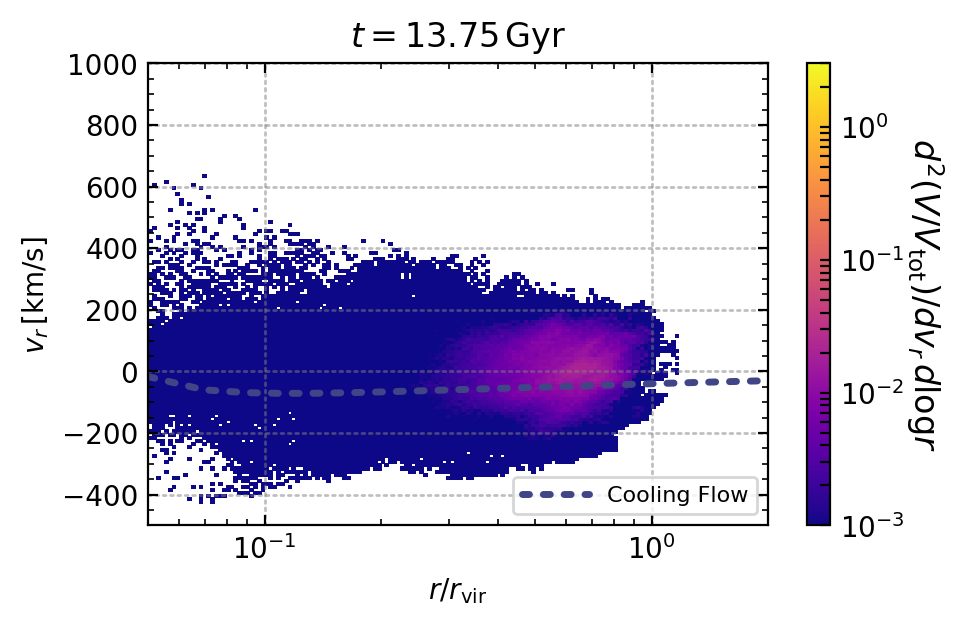 t = 13.75 Gyr
1000
800
600
400
200
0
−200
−400
v_r [km/s]
10^{-1}
10^0
r/r_vir
Cooling Flow
10^0
10^{-1}
10^{-2}
10^{-3}
d^2(V/V_tot)/dv_r dlogr